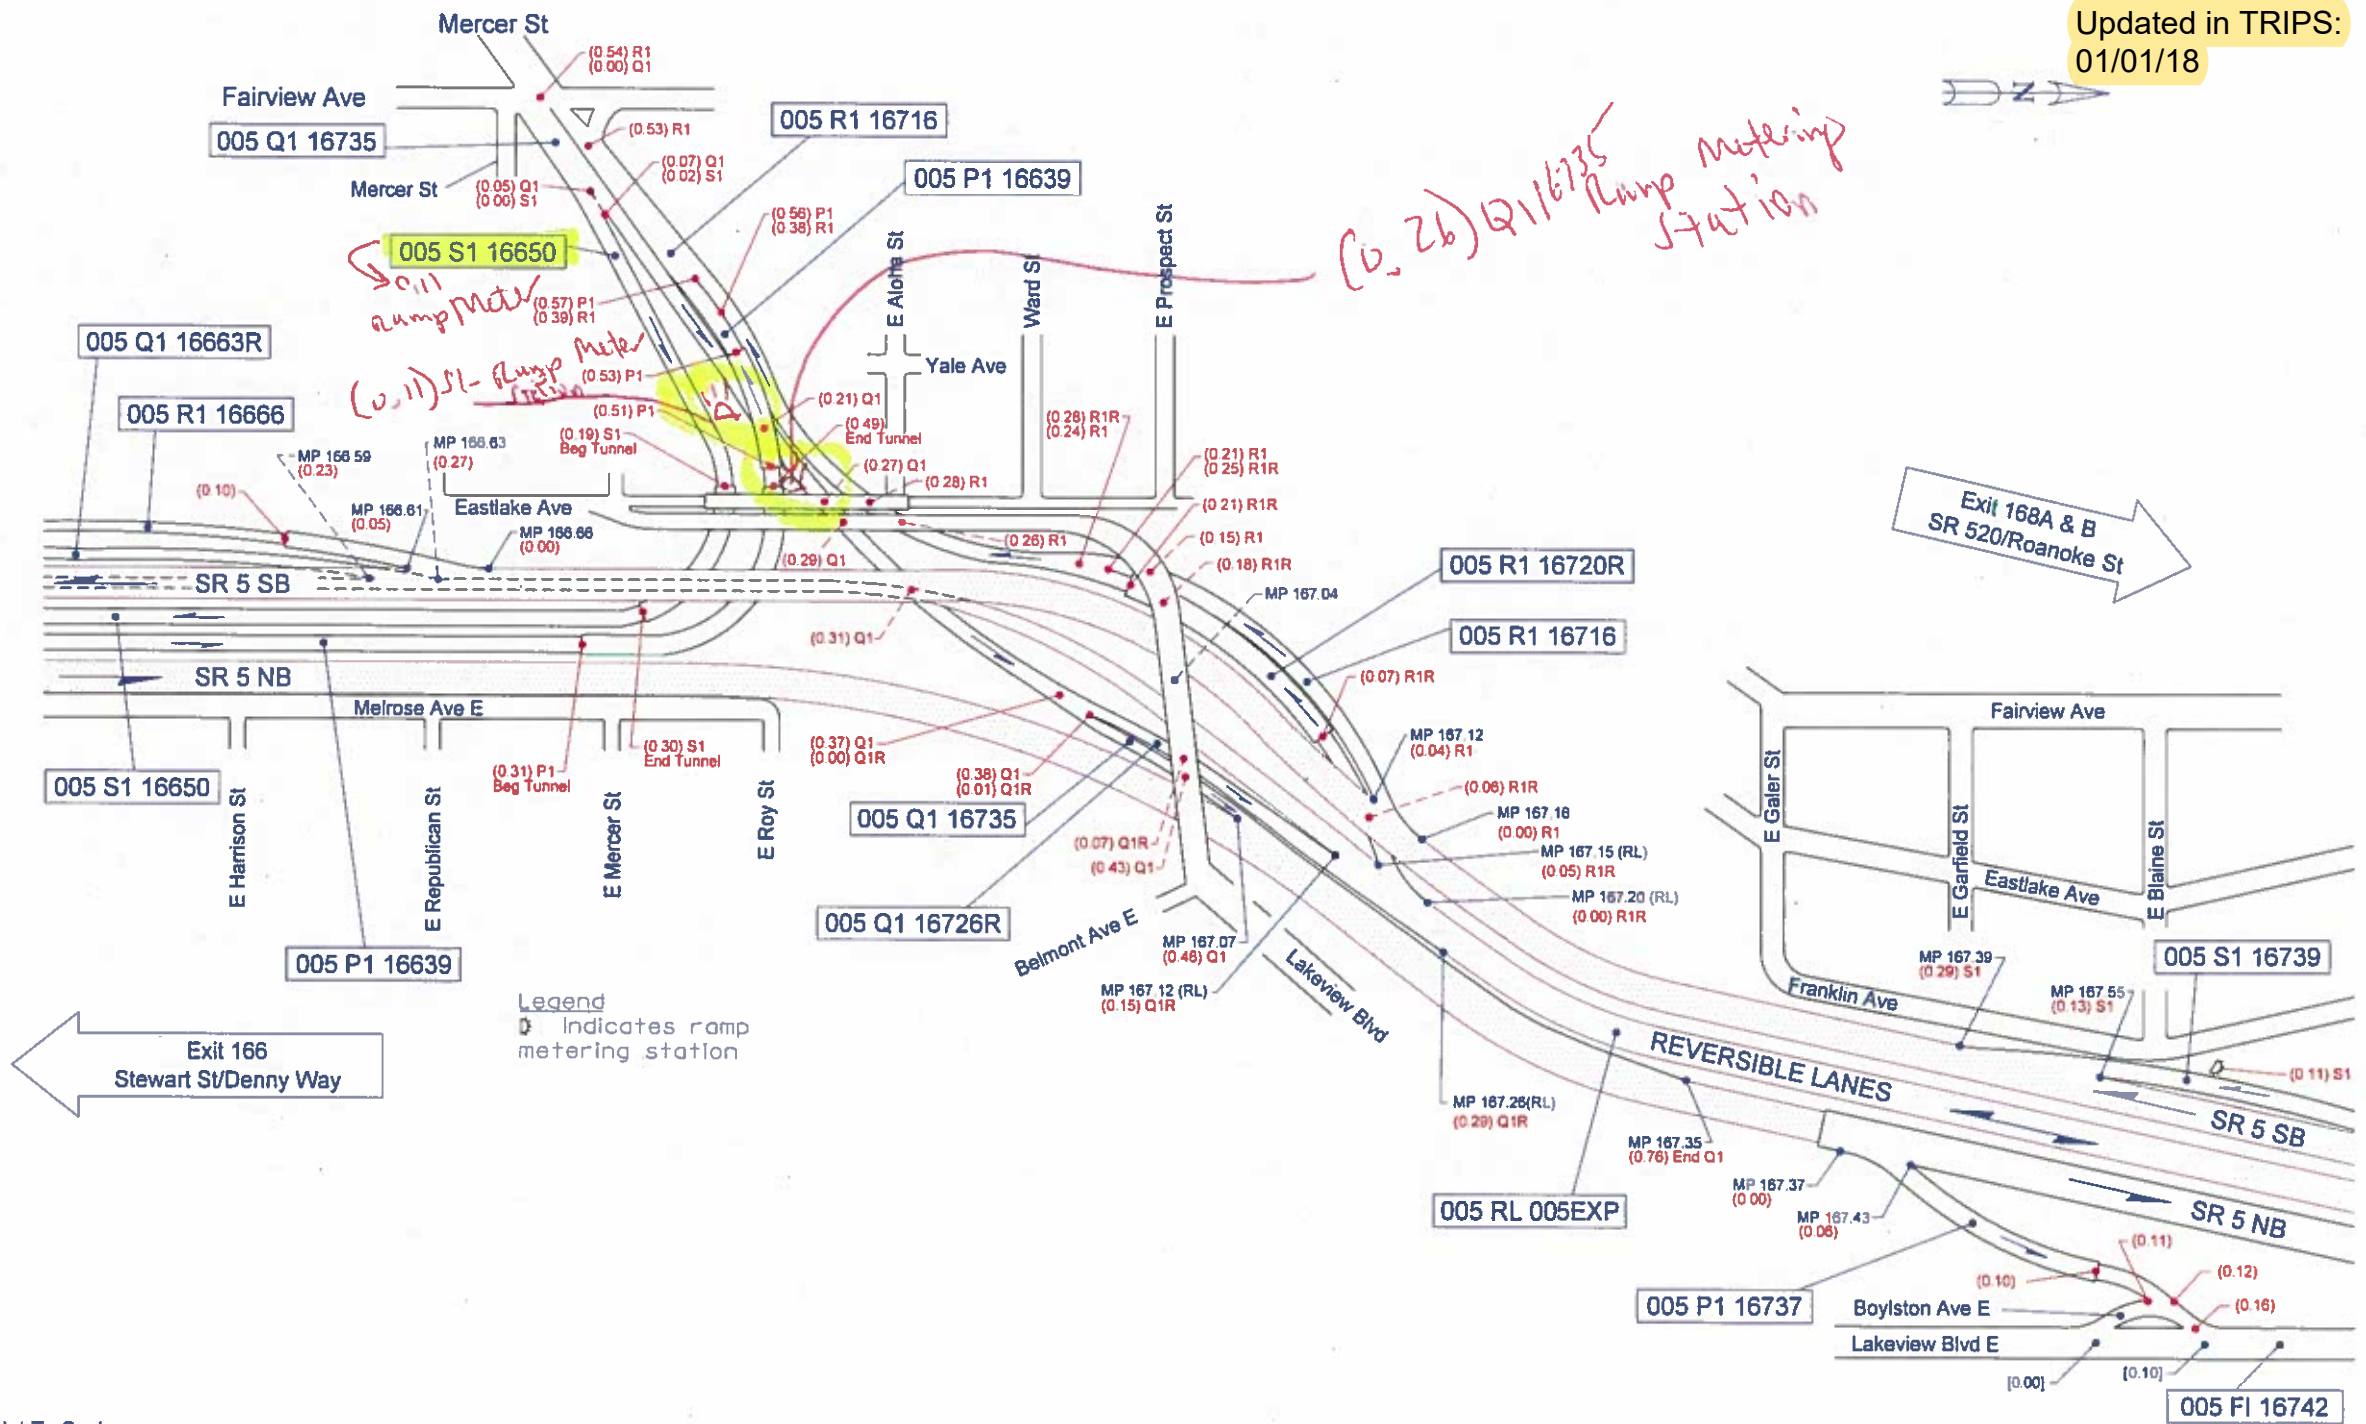 Updated in TRIPS:
01/01/18
N
Mercer St
(0.54) R1
(0.00) Q1
Fairview Ave
005 Q1 16735
(0.53) R1
005 R1 16716
(0.07) Q1
(0.02) S1
005 P1 16639
Mercer St
(0.05) Q1
(0.00) S1
(0.56) P1
(0.38) R1
005 S1 16650
0.11
Ramp Meter
(0.57) P1
(0.39) R1
(0.26) Q1 16735
Ramp Metering
Station
E Aloha St
Ward St
E Prospect St
Yale Ave
005 Q1 16663R
(0.11) S1- Ramp Meter
Station
(0.53) P1
(0.51) P1
(0.21) Q1
005 R1 16666
(0.49)
End Tunnel
(0.19) S1
Beg Tunnel
(0.28) R1R
(0.24) R1
MP 166.59
(0.23)
MP 166.63
(0.27)
(0.27) Q1
(0.28) R1
(0.21) R1
(0.25) R1R
(0.10)
MP 166.61
(0.05)
Eastlake Ave
MP 166.66
(0.00)
(0.21) R1R
(0.29) Q1
(0.26) R1
(0.15) R1
(0.18) R1R
Exit 168A & B
SR 520/Roanoke St
SR 5 SB
MP 167.04
005 R1 16720R
(0.31) Q1
005 R1 16716
SR 5 NB
(0.07) R1R
Melrose Ave E
MP 167.12
(0.04) R1
Fairview Ave
005 S1 16650
(0.31) P1
Beg Tunnel
(0.30) S1
End Tunnel
(0.37) Q1
(0.00) Q1R
(0.38) Q1
(0.01) Q1R
(0.06) R1R
MP 167.16
(0.00) R1
MP 167.15 (RL)
(0.05) R1R
MP 167.20 (RL)
(0.00) R1R
E Harrison St
E Republican St
E Mercer St
E Roy St
005 Q1 16735
(0.07) Q1R
(0.43) Q1
E Galer St
E Garfield St
E Blaine St
Eastlake Ave
005 Q1 16726R
Belmont Ave E
MP 167.07
(0.46) Q1
MP 167.12 (RL)
(0.15) Q1R
Lakeview Blvd
005 P1 16639
MP 167.39
(0.29) S1
005 S1 16739
Franklin Ave
MP 167.55
(0.13) S1
Legend
Indicates ramp
metering station
Exit 166
Stewart St/Denny Way
REVERSIBLE LANES
(0.11) S1
SR 5 SB
MP 167.26(RL)
(0.29) Q1R
MP 167.35
(0.76) End Q1
MP 167.37
(0.00)
MP 167.43
(0.06)
005 RL 005EXP
SR 5 NB
(0.11)
(0.10)
(0.12)
005 P1 16737
Boylston Ave E
(0.16)
Lakeview Blvd E
[0.00]
[0.10]
005 FI 16742